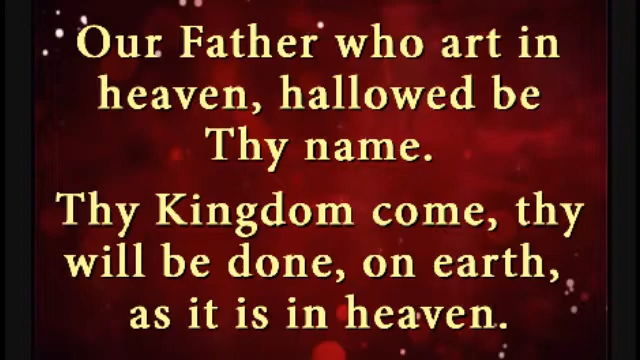 Our Father who art in
heaven, hallowed be
Thy name.
Thy Kingdom come, thy
will be done, on earth,
as it is in heaven.